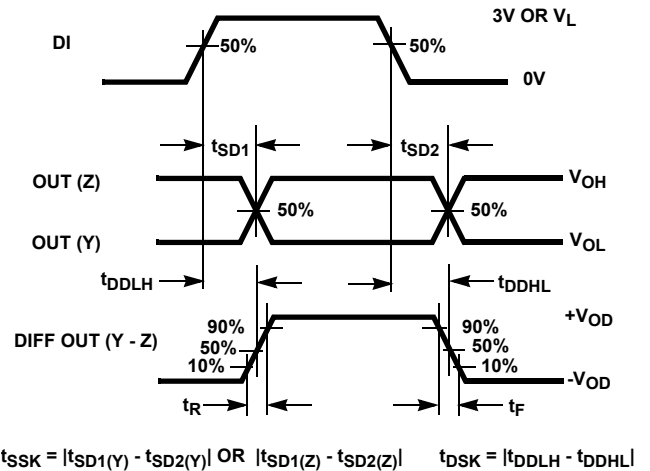 3V OR VL
DI
50%
50%
0V
tSD1
tSD2
OUT (Z)
VOH
50%
50%
OUT (Y)
VOL
tDDLH
tDDHL
+VOD
90%
90%
DIFF OUT (Y - Z)
50%
50%
10%
10%
-VOD
tR
tF
tSSK = |tSD1(Y) - tSD2(Y)| OR |tSD1(Z) - tSD2(Z)|
tDSK = |tDDLH - tDDHL|